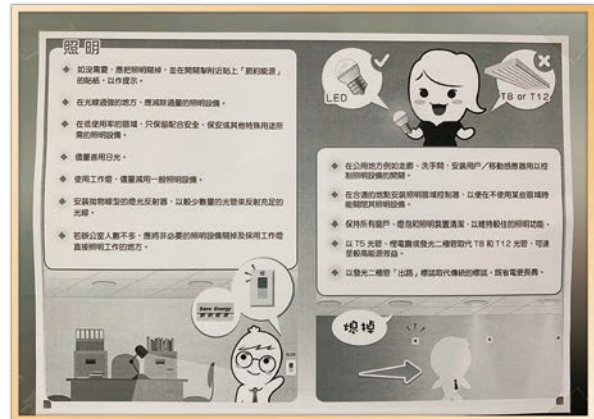 照明
如沒需要，應把照明關掉，並在開關掣附近貼上「節約能源」
的貼紙，以作提示。
在光線過強的地方，應減除過量的照明設備。
在低使用率的區域，只保留配合安全、保安或其他特殊用途所
需的照明設備。
儘量善用日光。
使用工作燈，儘量減用一般照明設備。
安裝拋物線型的燈光反射器，以較少數量的光管來反射充足的
光線。
若辦公室人數不多，應將非必要的照明設備關掉及採用工作燈
直接照明工作的地方。
Save Energy
節約能源
LED
T8 or T12
在公用地方例如走廊、洗手間，安裝用戶／移動感應器用以控
制照明設備的開關。
在合適的地點安裝照明區域控制器，以便在不使用某些區域時
能關閉其照明設備。
保持所有窗戶、燈泡和照明裝置清潔，以維持較佳的照明功能。
以 T5 光管、慳電膽或發光二極管取代 T8 和 T12 光管，可達
至較高能源效益。
以發光二極管「出路」標誌取代傳統的標誌，既省電更長壽。
熄掉